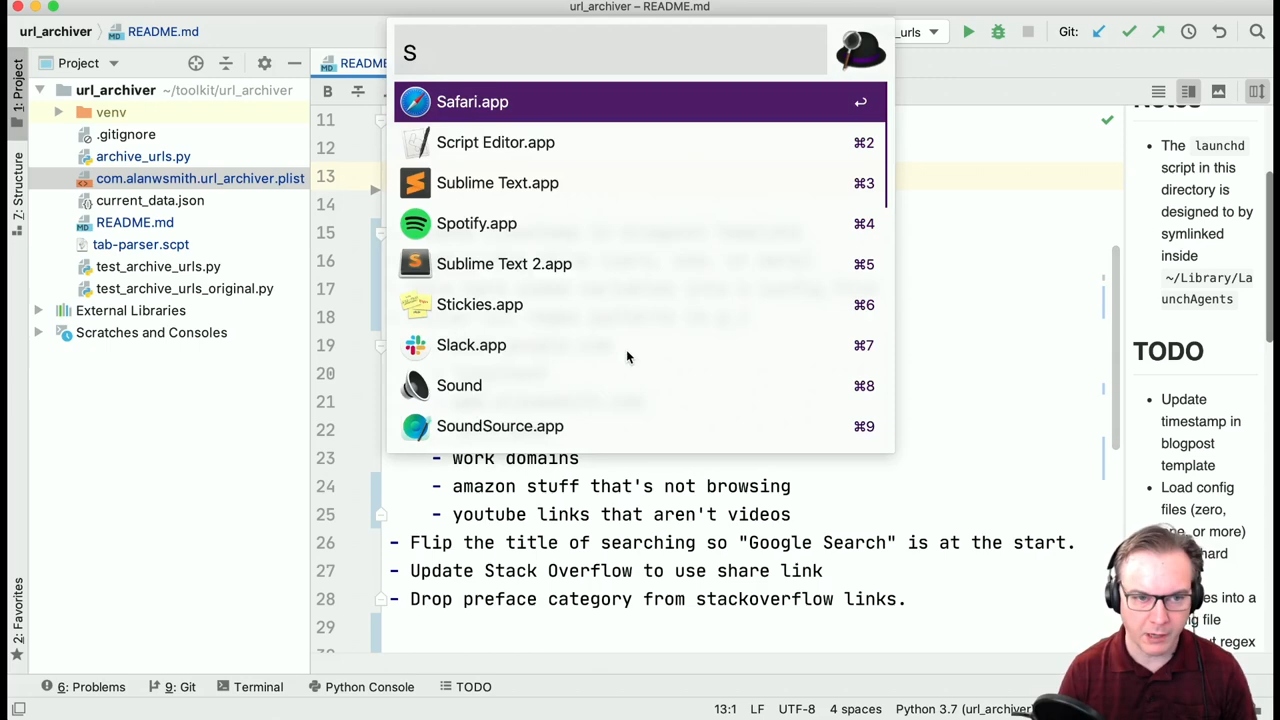 url_archiver – README.md
url_archiver
README.md
Git:
S
1: Project
7: Structure
2: Favorites
Project
url_archiver ~/toolkit/url_archiver
venv
.gitignore
archive_urls.py
com.alanwsmith.url_archiver.plist
current_data.json
README.md
tab-parser.scpt
test_archive_urls.py
test_archive_urls_original.py
External Libraries
Scratches and Consoles
B
Safari.app
Script Editor.app ⌘2
Sublime Text.app ⌘3
Spotify.app ⌘4
Sublime Text 2.app ⌘5
Stickies.app ⌘6
Slack.app ⌘7
Sound ⌘8
SoundSource.app ⌘9
11
12
13
14
15
16
17
18
19
20
21
22
23 - work domains
24 - amazon stuff that's not browsing
25 - youtube links that aren't videos
26 - Flip the title of searching so "Google Search" is at the start.
27 - Update Stack Overflow to use share link
28 - Drop preface category from stackoverflow links.
29
• The launchd
script in this
directory is
designed to by
symlinked
inside
~/Library/La
unchAgents
TODO
• Update
timestamp in
blogpost
template
• Load config
files (zero,
or more)
6: Problems
9: Git
Terminal
Python Console
TODO
13:1 LF UTF-8 4 spaces Python 3.7 (url_archiver)